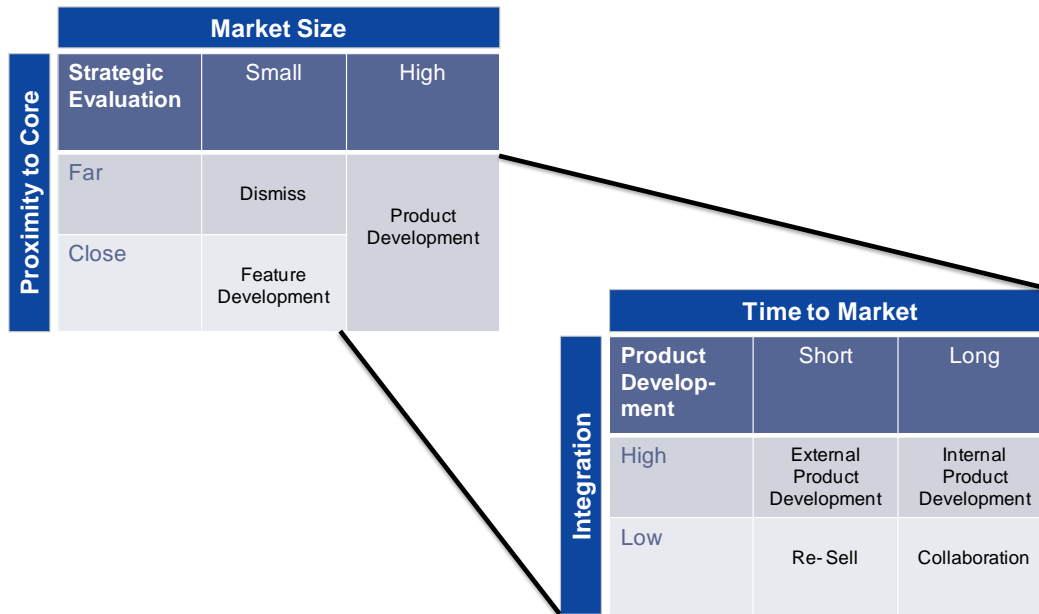 Market Size
Proximity to Core
Strategic
Evaluation
Small
High
Far
Dismiss
Product
Development
Close
Feature
Development
Time to Market
Integration
Product
Develop-
ment
Short
Long
High
External
Product
Development
Internal
Product
Development
Low
Re-Sell
Collaboration